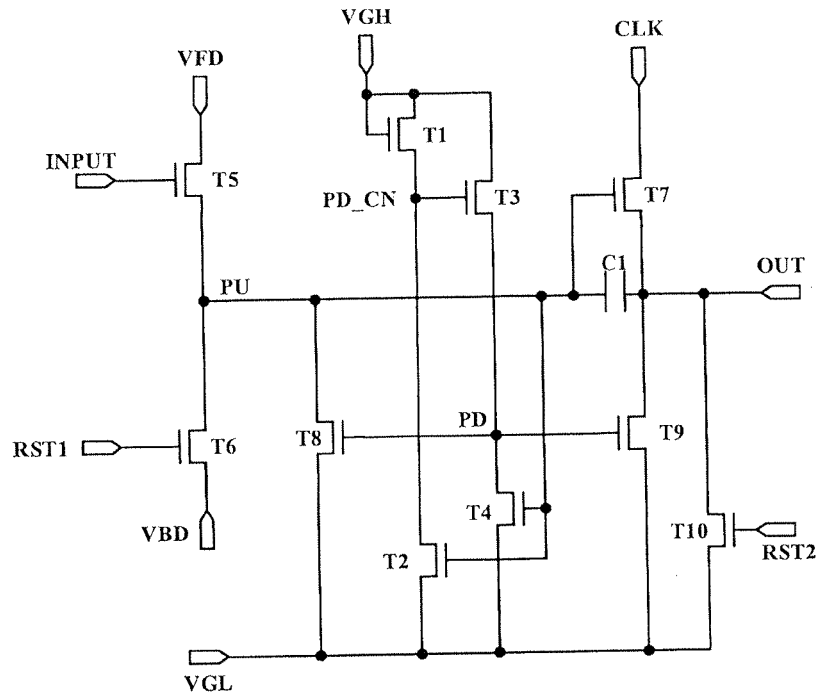 VGH
CLK
VFD
T1
INPUT
T5
PD_CN
T3
T7
C1
OUT
PU
PD
RST1
T6
T8
T9
T4
VBD
T2
T10
RST2
VGL